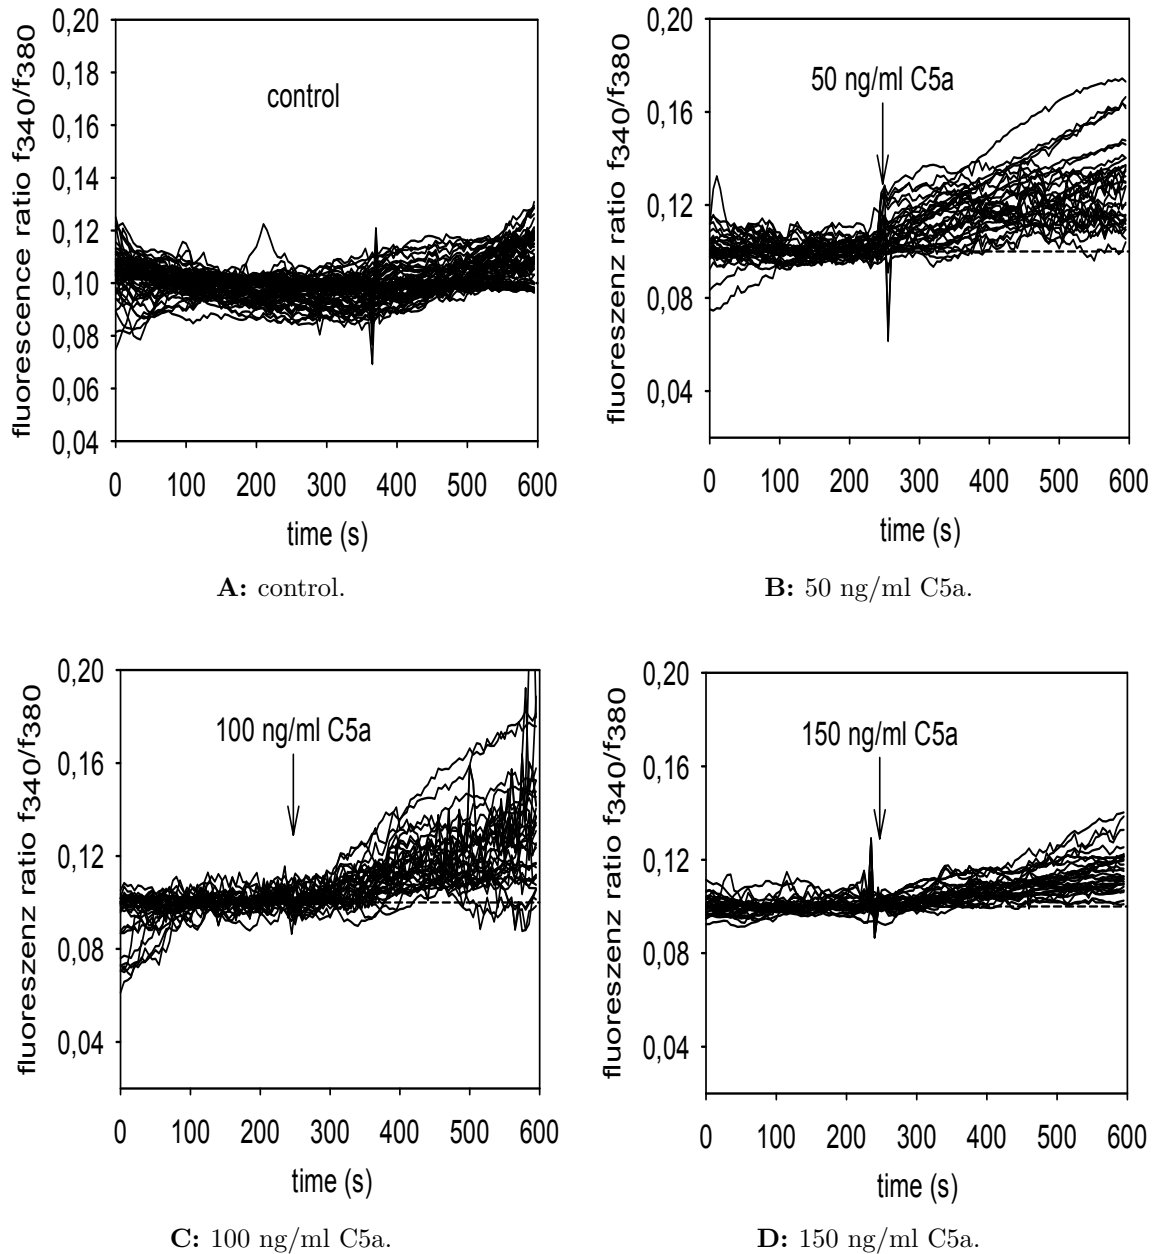 0,20
0,18
0,16
0,14
0,12
0,10
0,08
0,06
0,04
fluorescence ratio f340/f380
control
0 100 200 300 400 500 600
time (s)
A: control.
0,20
0,16
0,12
0,08
0,04
fluoreszenz ratio f340/f380
50 ng/ml C5a
0 100 200 300 400 500 600
time (s)
B: 50 ng/ml C5a.
0,20
0,16
0,12
0,08
0,04
fluoreszenz ratio f340/f380
100 ng/ml C5a
0 100 200 300 400 500 600
time (s)
C: 100 ng/ml C5a.
0,20
0,16
0,12
0,08
0,04
fluoreszenz ratio f340/f380
150 ng/ml C5a
0 100 200 300 400 500 600
time (s)
D: 150 ng/ml C5a.